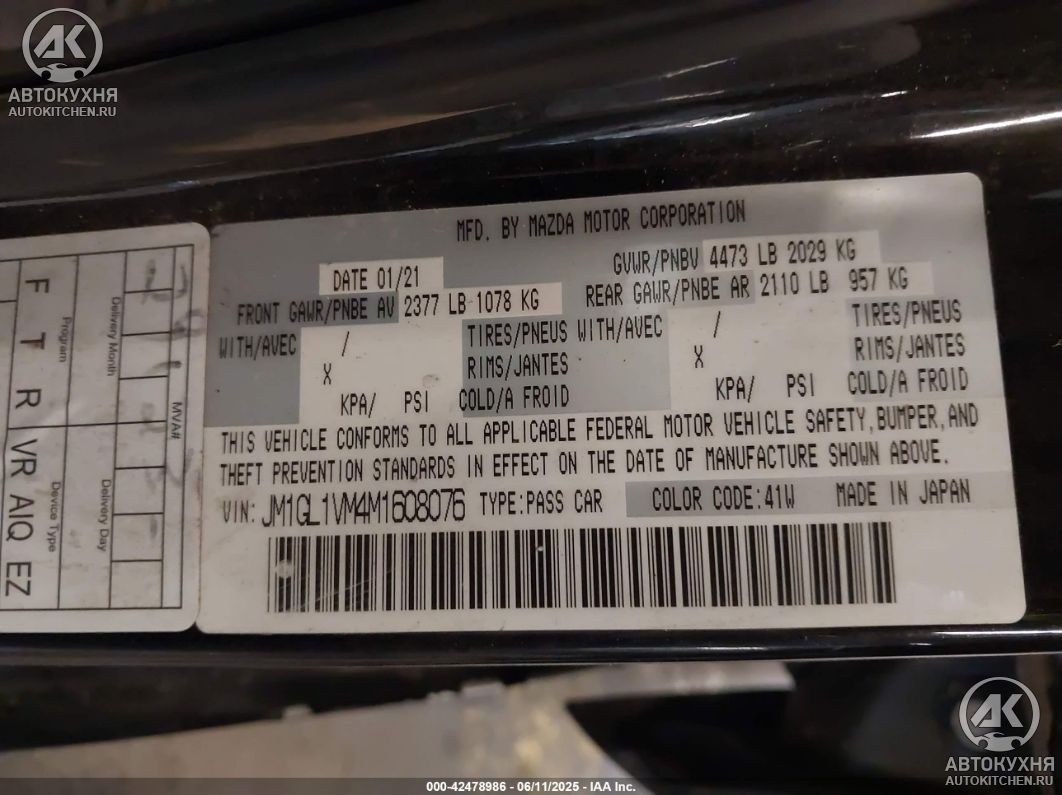 АК
АВТОКУХНЯ
AUTOKITCHEN.RU
MFD. BY MAZDA MOTOR CORPORATION
DATE 01/21
GVWR/PNBV 4473 LB 2029 KG
FRONT GAWR/PNBE AV 2377 LB 1078 KG
REAR GAWR/PNBE AR 2110 LB 957 KG
WITH/AVEC / TIRES/PNEUS WITH/AVEC / TIRES/PNEUS
X RIMS/JANTES X RIMS/JANTES
KPA/ PSI COLD/A FROID KPA/ PSI COLD/A FROID
THIS VEHICLE CONFORMS TO ALL APPLICABLE FEDERAL MOTOR VEHICLE SAFETY, BUMPER, AND
THEFT PREVENTION STANDARDS IN EFFECT ON THE DATE OF MANUFACTURE SHOWN ABOVE.
VIN: JM1GL1VM4M1608076 TYPE: PASS CAR COLOR CODE: 41W MADE IN JAPAN
MVA#
Delivery Month
Delivery Day
Program
Device Type
F T R VR AIQ EZ
АК
АВТОКУХНЯ
AUTOKITCHEN.RU
000-42478986 - 06/11/2025 - IAA Inc.